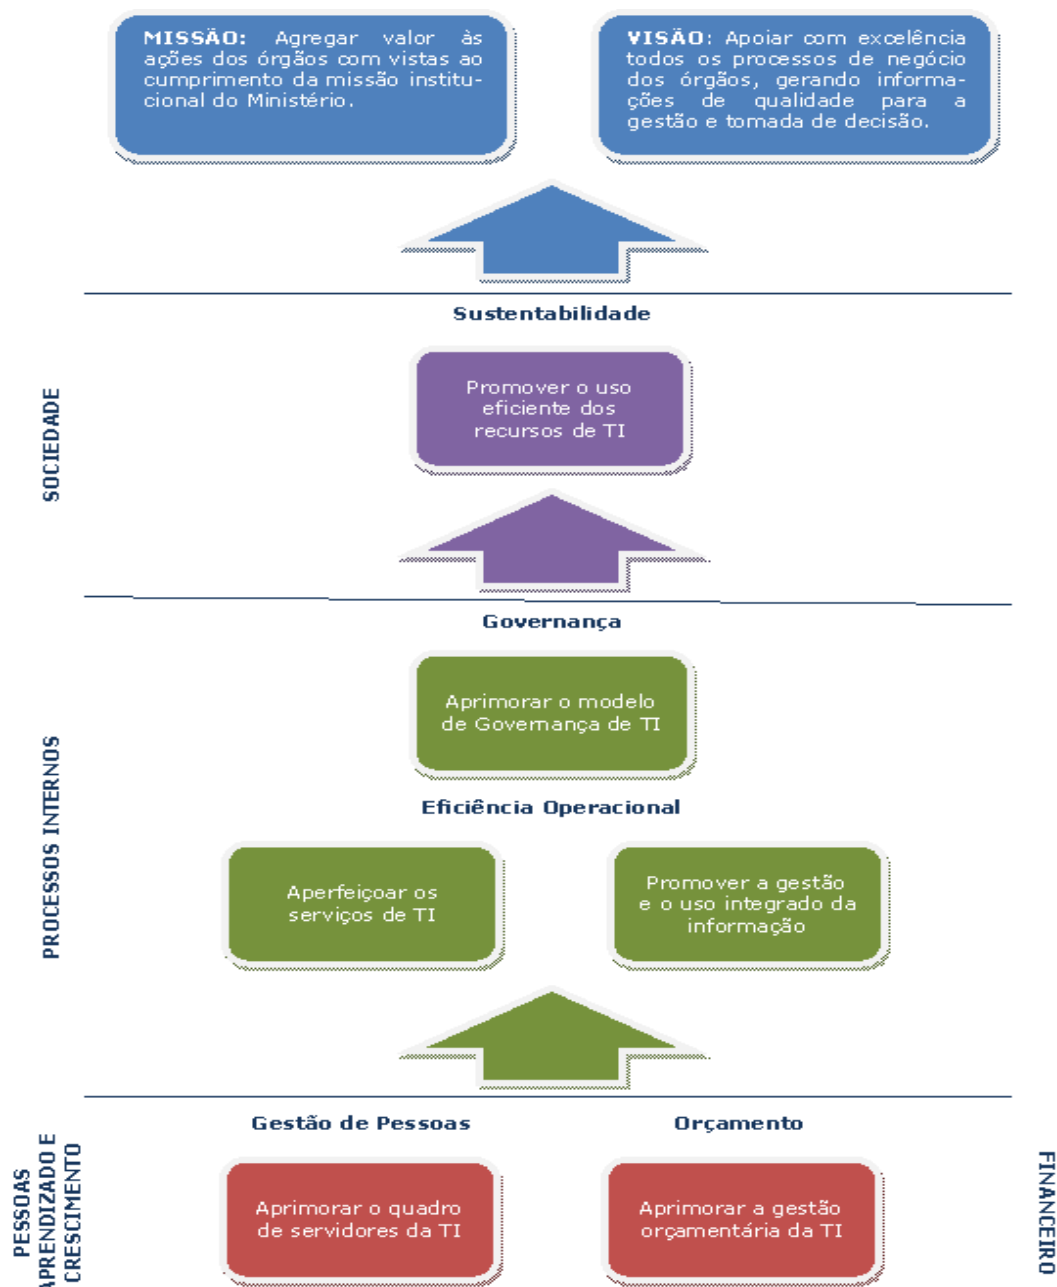 MISSÃO: Agregar valor às
ações dos órgãos com vistas ao
cumprimento da missão institu-
cional do Ministério.
VISÃO: Apoiar com excelência
todos os processos de negócio
dos órgãos, gerando informa-
ções de qualidade para a
gestão e tomada de decisão.
Sustentabilidade
SOCIEDADE
Promover o uso
eficiente dos
recursos de TI
Governança
PROCESSOS INTERNOS
Aprimorar o modelo
de Governança de TI
Eficiência Operacional
Aperfeiçoar os
serviços de TI
Promover a gestão
e o uso integrado da
informação
PESSOAS
APRENDIZADO E
CRESCIMENTO
Gestão de Pessoas
Aprimorar o quadro
de servidores da TI
Orçamento
Aprimorar a gestão
orçamentária da TI
FINANCEIRO